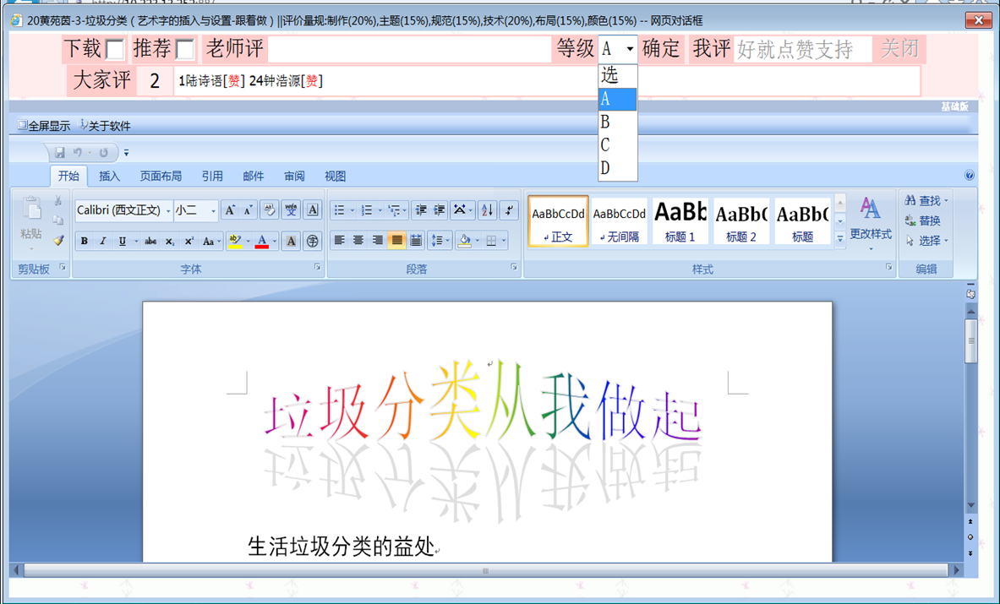 20黄苑茵-3-垃圾分类（艺术字的插入与设置-跟着做）||评价量规:制作(20%),主题(15%),规范(15%),技术(20%),布局(15%),颜色(15%) -- 网页对话框
下载 推荐 老师评 等级 A 确定 我评 好就点赞支持 关闭
大家评 2 1陆诗语[赞] 24钟浩源[赞]
选
A
B
C
D
基础版
全屏显示 关于软件
开始 插入 页面布局 引用 邮件 审阅 视图
Calibri (西文正文) 小二
粘贴
B I U abc x₂ x² Aa ab A A 字
AaBbCcDd AaBbCcDd AaBb AaBb( AaBb(
正文 无间隔 标题 1 标题 2 标题
更改样式
查找
替换
选择
剪贴板 字体 段落 样式 编辑
垃圾分类从我做起
生活垃圾分类的益处